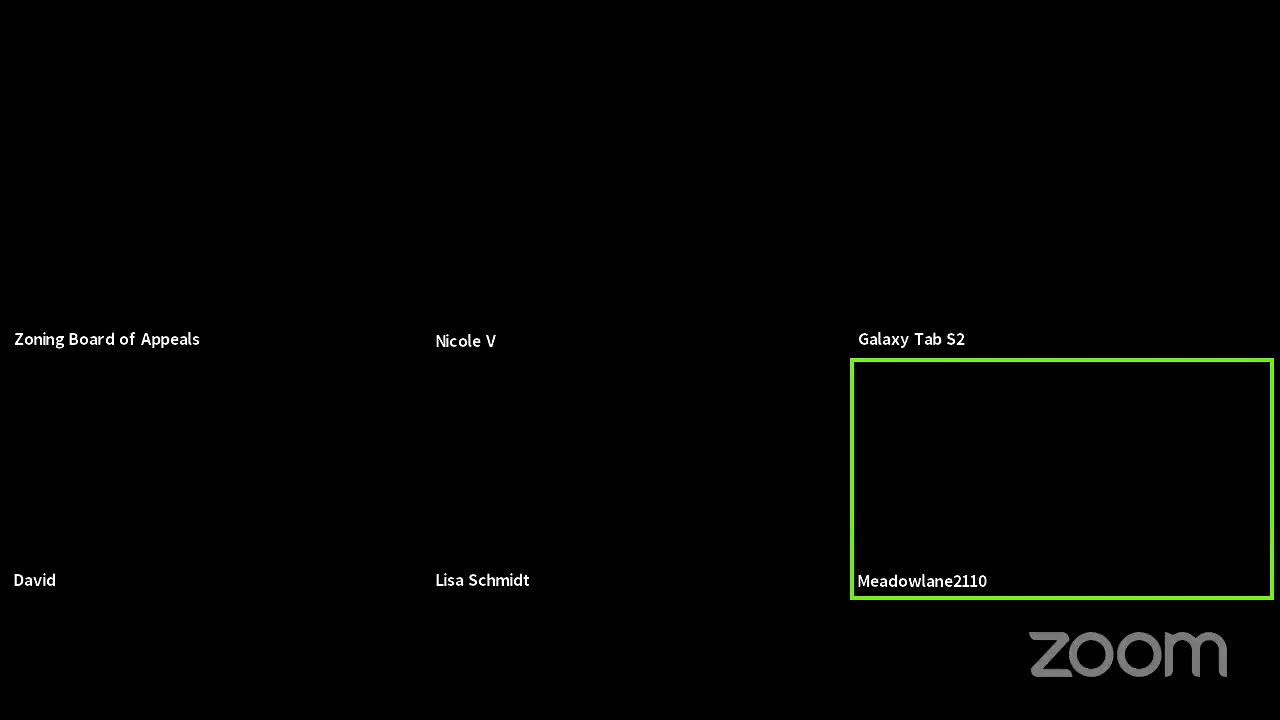 Zoning Board of Appeals
Nicole V
Galaxy Tab S2
David
Lisa Schmidt
Meadowlane2110
zoom